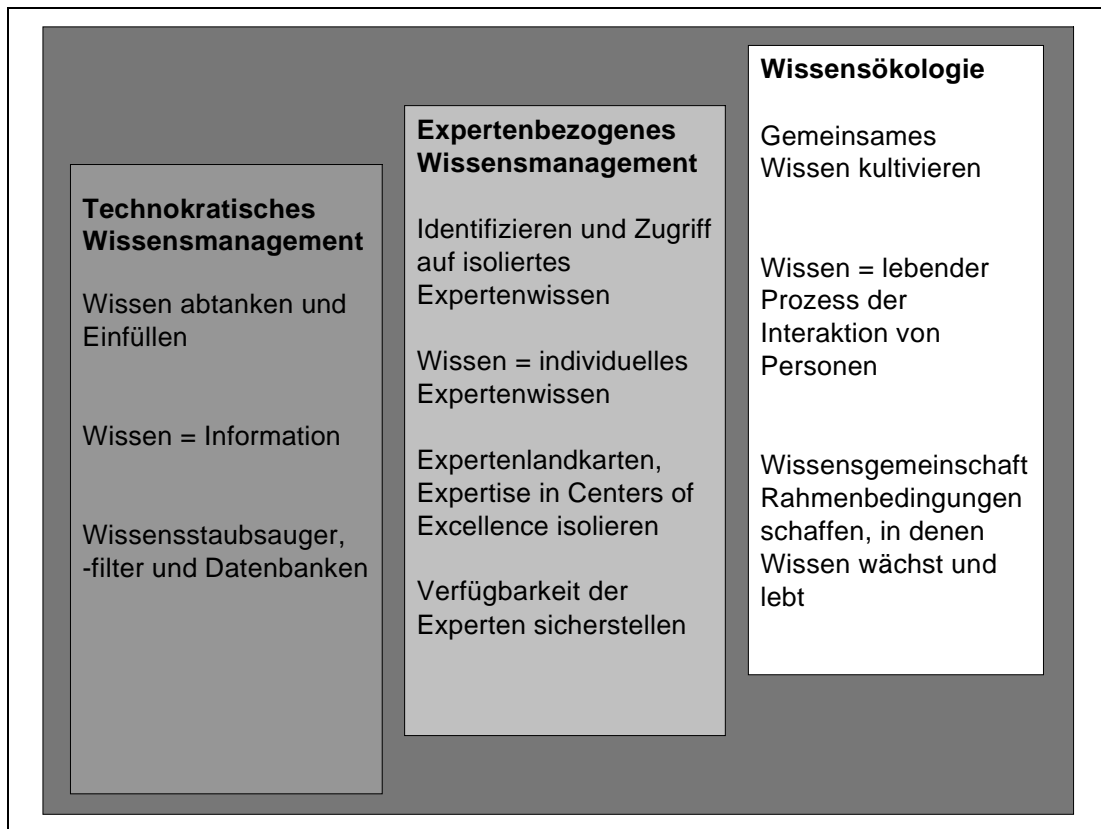 Technokratisches
Wissensmanagement
Wissen abtanken und
Einfüllen
Wissen = Information
Wissensstaubsauger,
-filter und Datenbanken
Expertenbezogenes
Wissensmanagement
Identifizieren und Zugriff
auf isoliertes
Expertenwissen
Wissen = individuelles
Expertenwissen
Expertenlandkarten,
Expertise in Centers of
Excellence isolieren
Verfügbarkeit der
Experten sicherstellen
Wissensökologie
Gemeinsames
Wissen kultivieren
Wissen = lebender
Prozess der
Interaktion von
Personen
Wissensgemeinschaft
Rahmenbedingungen
schaffen, in denen
Wissen wächst und
lebt